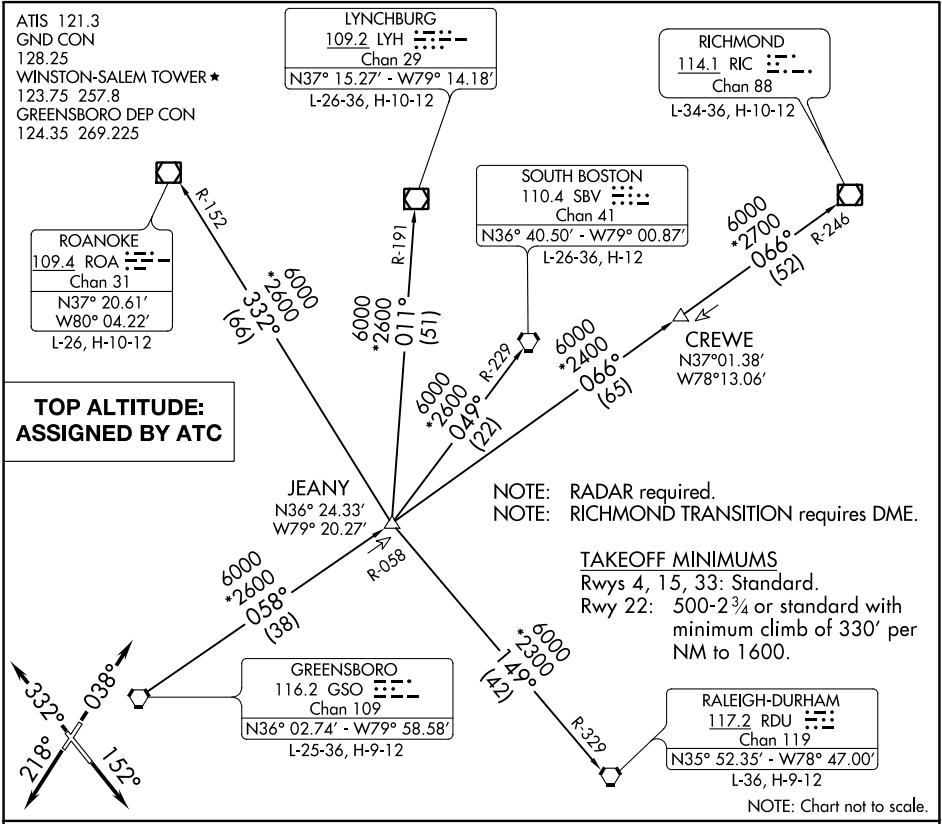 ATIS 121.3
GND CON
128.25
WINSTON-SALEM TOWER ★
123.75 257.8
GREENSBORO DEP CON
124.35 269.225
LYNCHBURG
109.2 LYH
Chan 29
N37° 15.27' - W79° 14.18'
L-26-36, H-10-12
RICHMOND
114.1 RIC
Chan 88
L-34-36, H-10-12
SOUTH BOSTON
110.4 SBV
Chan 41
N36° 40.50' - W79° 00.87'
L-26-36, H-12
ROANOKE
109.4 ROA
Chan 31
N37° 20.61'
W80° 04.22'
L-26, H-10-12
R-152
6000
*2600
332°
(66)
R-191
6000
*2600
011°
(51)
R-229
6000
*2600
049°
(22)
R-246
6000
*2700
066°
(52)
CREWE
N37°01.38'
W78°13.06'
6000
*2400
066°
(65)
TOP ALTITUDE:
ASSIGNED BY ATC
JEANY
N36° 24.33'
W79° 20.27'
R-058
6000
*2600
058°
(38)
NOTE: RADAR required.
NOTE: RICHMOND TRANSITION requires DME.
TAKEOFF MINIMUMS
Rwys 4, 15, 33: Standard.
Rwy 22: 500-2¾ or standard with
minimum climb of 330' per
NM to 1600.
6000
*2300
149°
(42)
R-329
GREENSBORO
116.2 GSO
Chan 109
N36° 02.74' - W79° 58.58'
L-25-36, H-9-12
332°
038°
218°
152°
RALEIGH-DURHAM
117.2 RDU
Chan 119
N35° 52.35' - W78° 47.00'
L-36, H-9-12
NOTE: Chart not to scale.